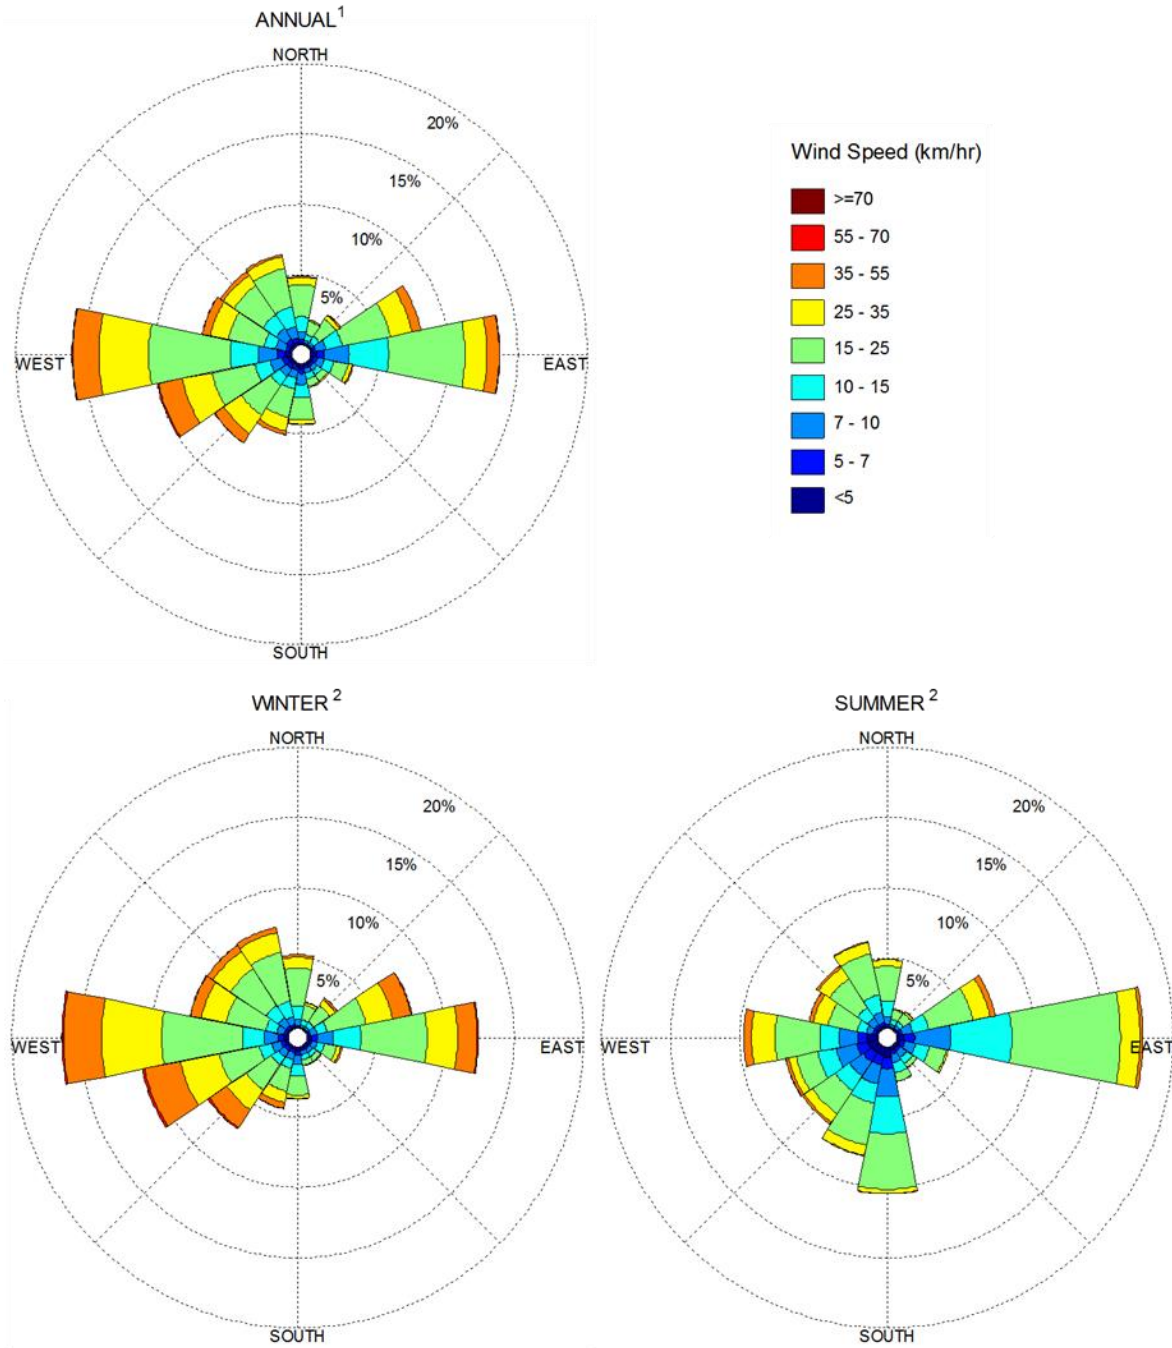 ANNUAL¹
NORTH
20%
15%
10%
5%
WEST
EAST
SOUTH
Wind Speed (km/hr)
>=70
55 - 70
35 - 55
25 - 35
15 - 25
10 - 15
7 - 10
5 - 7
<5
WINTER ²
NORTH
20%
15%
10%
5%
WEST
EAST
SOUTH
SUMMER ²
NORTH
20%
15%
10%
5%
WEST
EAST
SOUTH